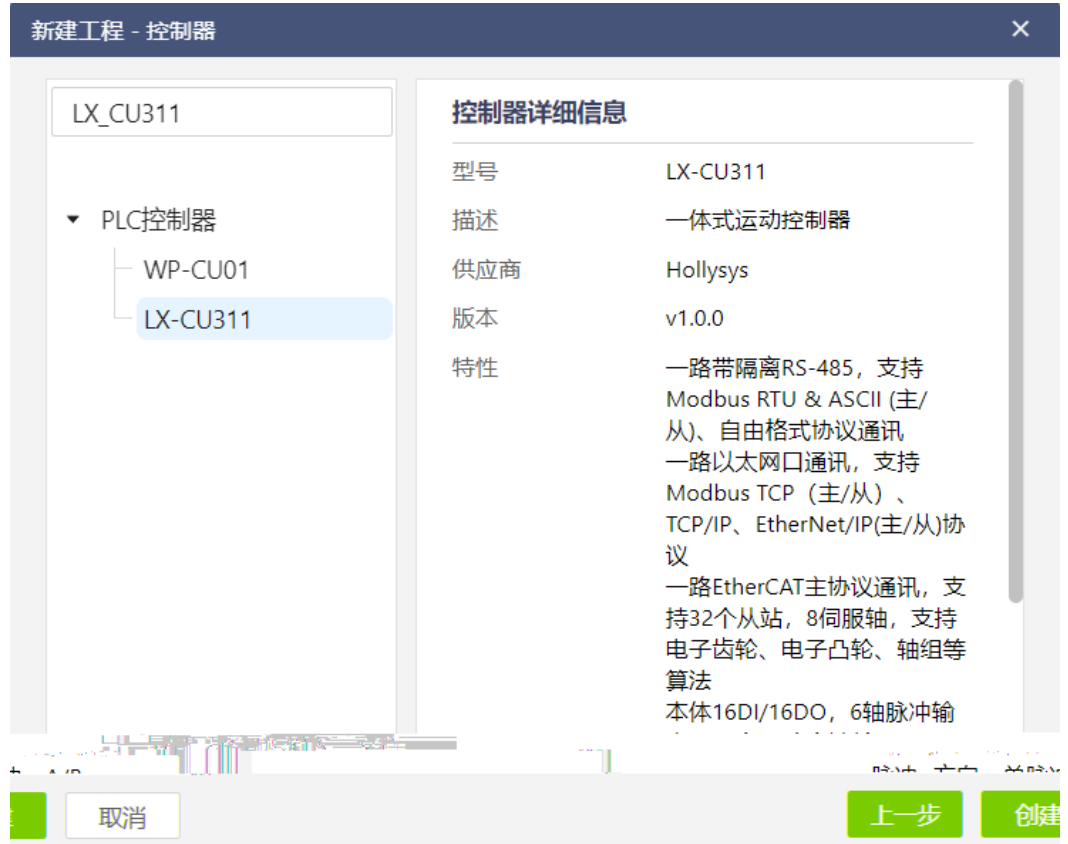 新建工程 - 控制器
LX_CU311
PLC控制器
WP-CU01
LX-CU311
控制器详细信息
型号 LX-CU311
描述 一体式运动控制器
供应商 Hollysys
版本 v1.0.0
特性 一路带隔离RS-485，支持
Modbus RTU & ASCII (主/
从)、自由格式协议通讯
一路以太网口通讯，支持
Modbus TCP（主/从）、
TCP/IP、EtherNet/IP(主/从)协
议
一路EtherCAT主协议通讯，支
持32个从站，8伺服轴，支持
电子齿轮、电子凸轮、轴组等
算法
本体16DI/16DO，6轴脉冲输
取消
上一步
创建